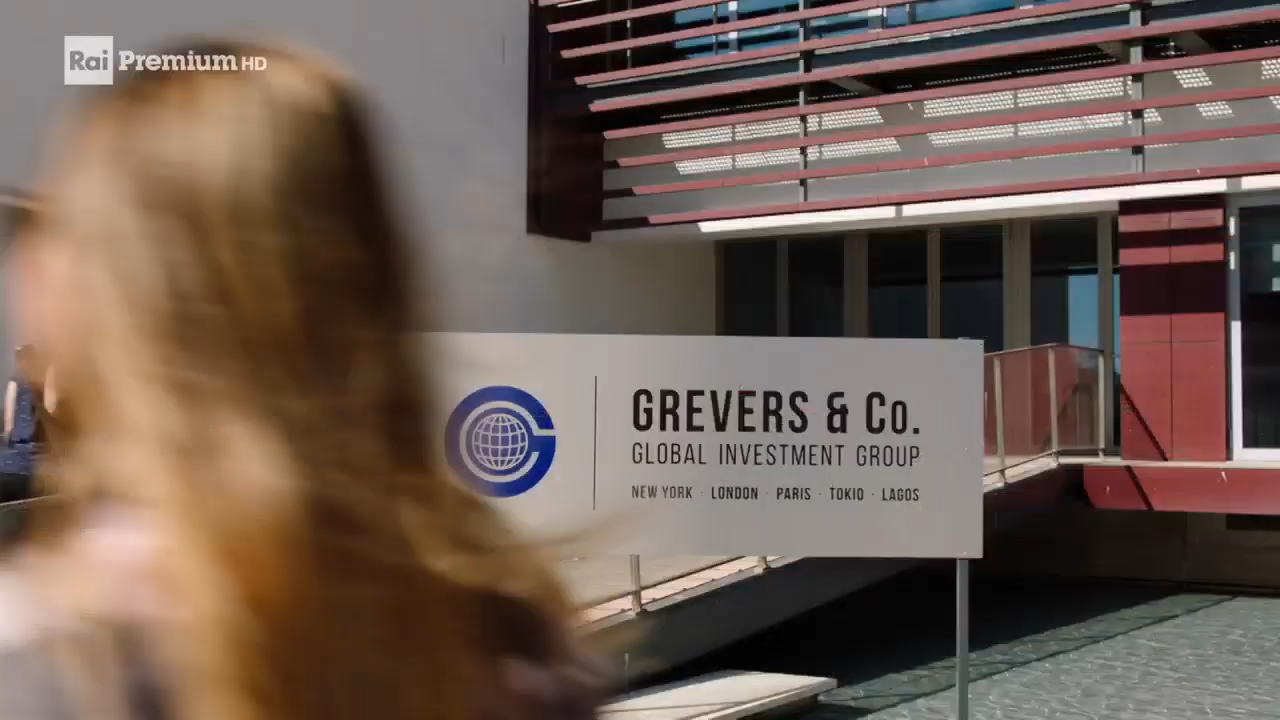 Rai Premium HD
GREVERS & Co.
GLOBAL INVESTMENT GROUP
NEW YORK · LONDON · PARIS · TOKIO · LAGOS